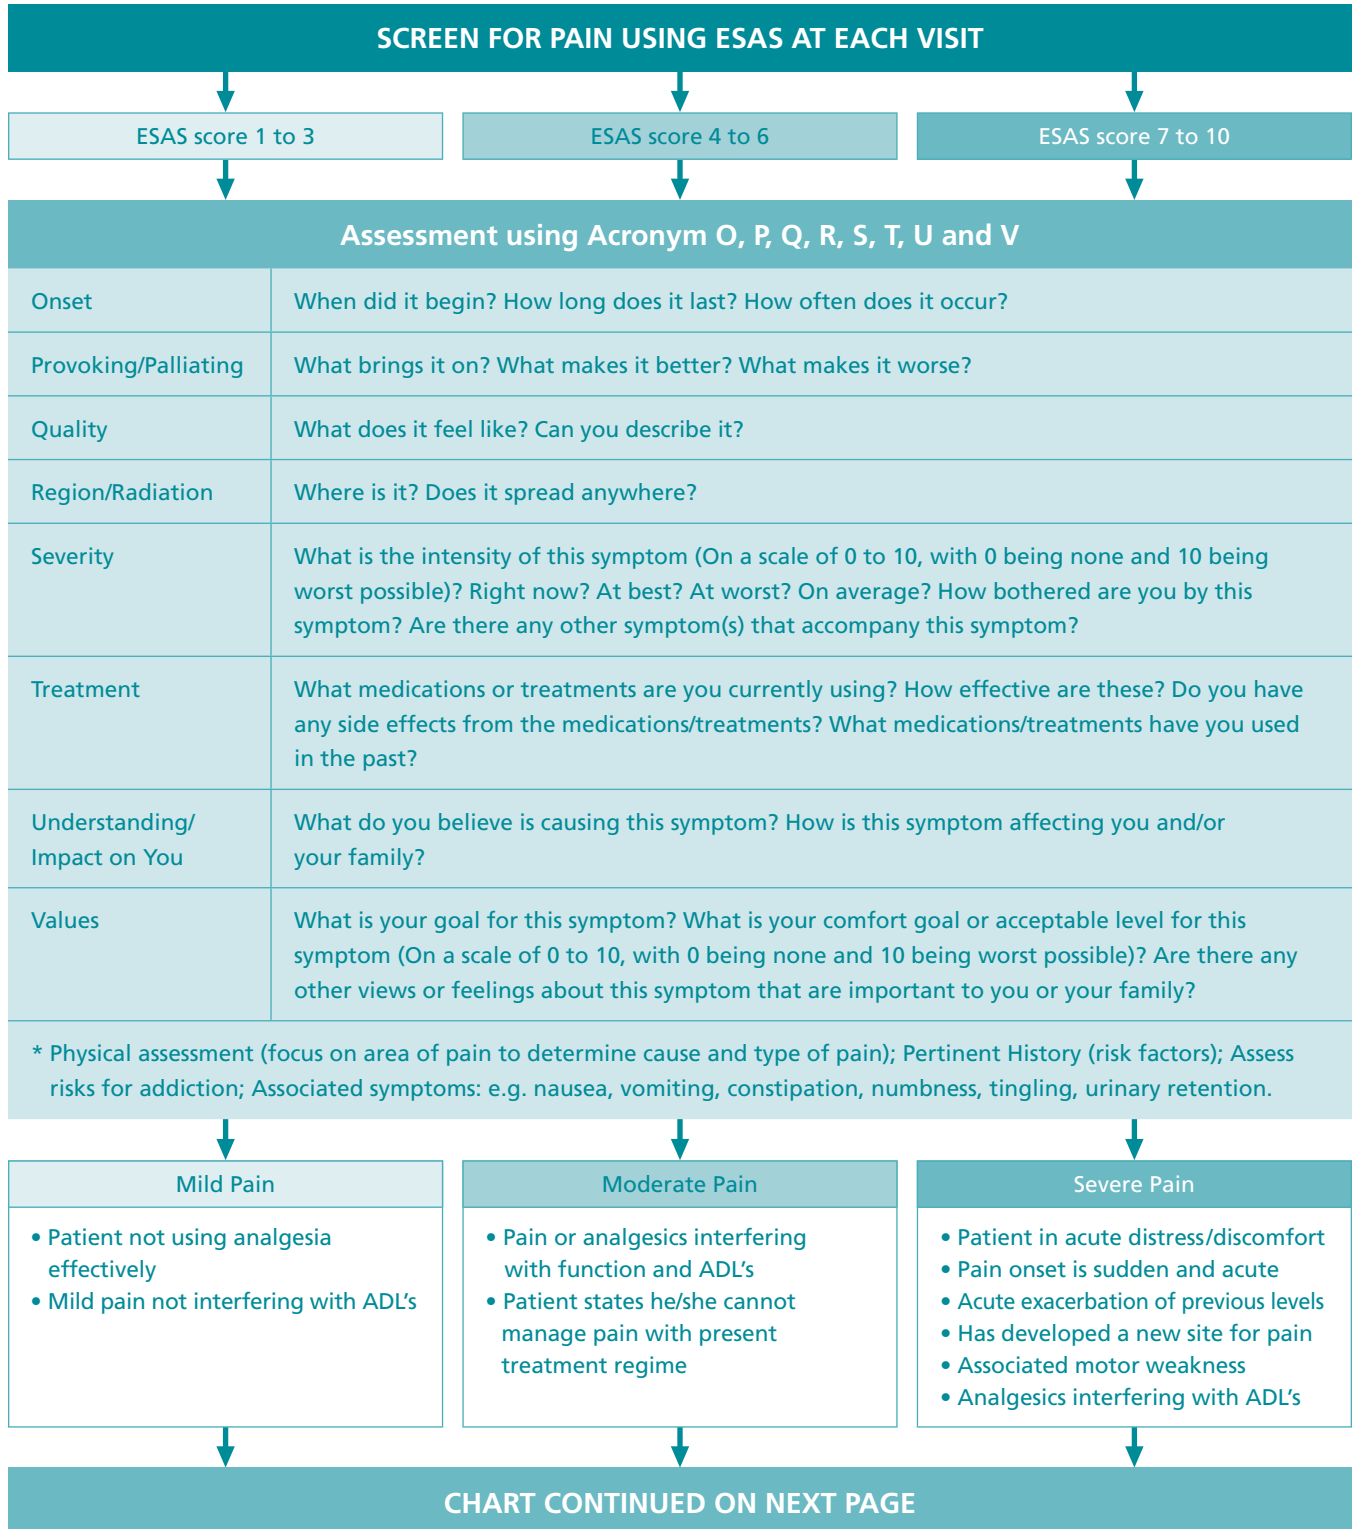 SCREEN FOR PAIN USING ESAS AT EACH VISIT
ESAS score 1 to 3
ESAS score 4 to 6
ESAS score 7 to 10
Assessment using Acronym O, P, Q, R, S, T, U and V
Onset
When did it begin? How long does it last? How often does it occur?
Provoking/Palliating
What brings it on? What makes it better? What makes it worse?
Quality
What does it feel like? Can you describe it?
Region/Radiation
Where is it? Does it spread anywhere?
Severity
What is the intensity of this symptom (On a scale of 0 to 10, with 0 being none and 10 being
worst possible)? Right now? At best? At worst? On average? How bothered are you by this
symptom? Are there any other symptom(s) that accompany this symptom?
Treatment
What medications or treatments are you currently using? How effective are these? Do you have
any side effects from the medications/treatments? What medications/treatments have you used
in the past?
Understanding/
Impact on You
What do you believe is causing this symptom? How is this symptom affecting you and/or
your family?
Values
What is your goal for this symptom? What is your comfort goal or acceptable level for this
symptom (On a scale of 0 to 10, with 0 being none and 10 being worst possible)? Are there any
other views or feelings about this symptom that are important to you or your family?
* Physical assessment (focus on area of pain to determine cause and type of pain); Pertinent History (risk factors); Assess
risks for addiction; Associated symptoms: e.g. nausea, vomiting, constipation, numbness, tingling, urinary retention.
Mild Pain
• Patient not using analgesia
effectively
• Mild pain not interfering with ADL's
Moderate Pain
• Pain or analgesics interfering
with function and ADL's
• Patient states he/she cannot
manage pain with present
treatment regime
Severe Pain
• Patient in acute distress/discomfort
• Pain onset is sudden and acute
• Acute exacerbation of previous levels
• Has developed a new site for pain
• Associated motor weakness
• Analgesics interfering with ADL's
CHART CONTINUED ON NEXT PAGE